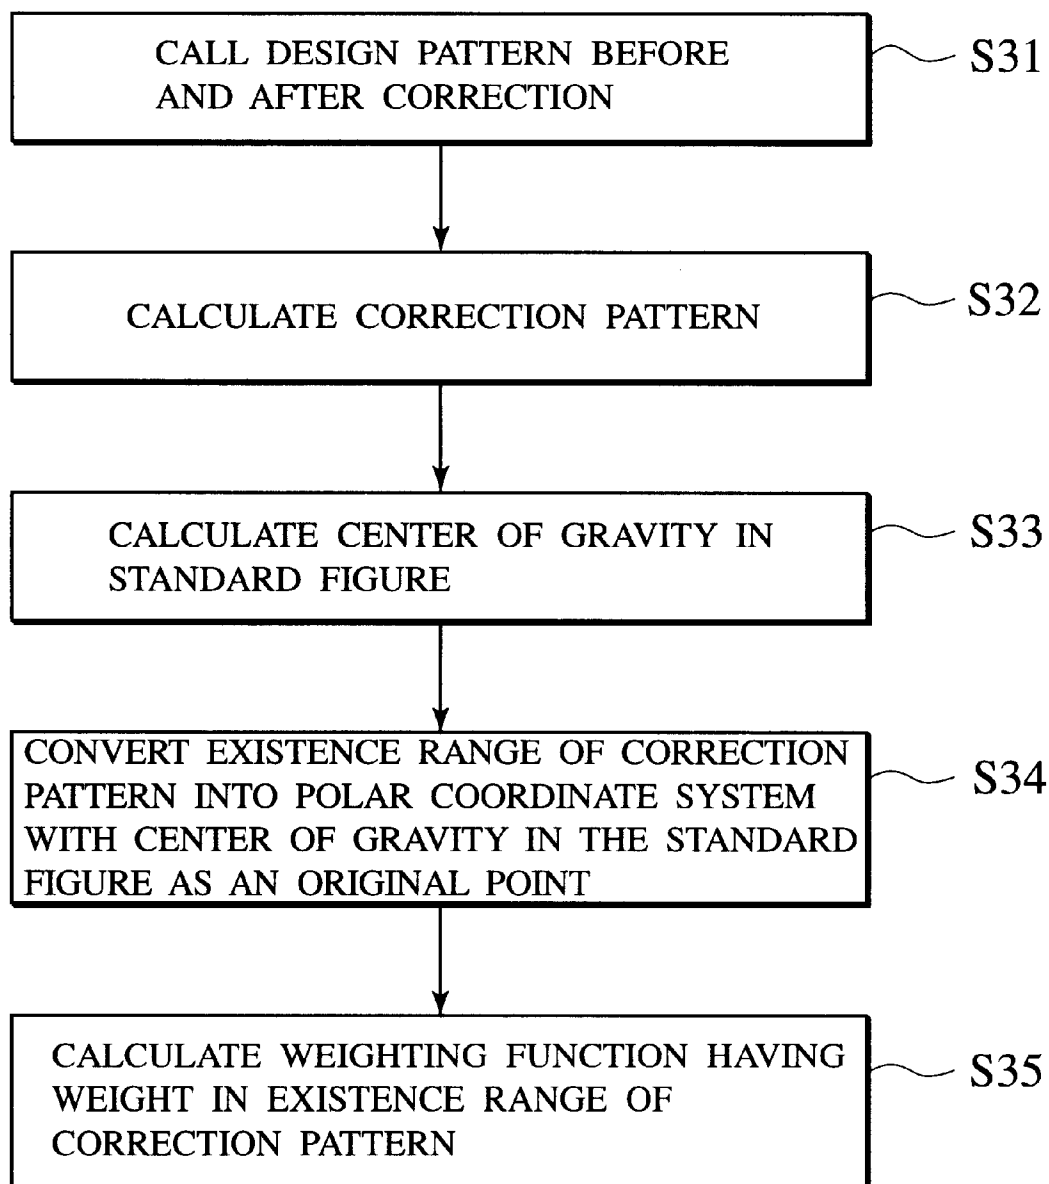 CALL DESIGN PATTERN BEFORE
AND AFTER CORRECTION
S31
CALCULATE CORRECTION PATTERN
S32
CALCULATE CENTER OF GRAVITY IN
STANDARD FIGURE
S33
CONVERT EXISTENCE RANGE OF CORRECTION
PATTERN INTO POLAR COORDINATE SYSTEM
WITH CENTER OF GRAVITY IN THE STANDARD
FIGURE AS AN ORIGINAL POINT
S34
CALCULATE WEIGHTING FUNCTION HAVING
WEIGHT IN EXISTENCE RANGE OF
CORRECTION PATTERN
S35